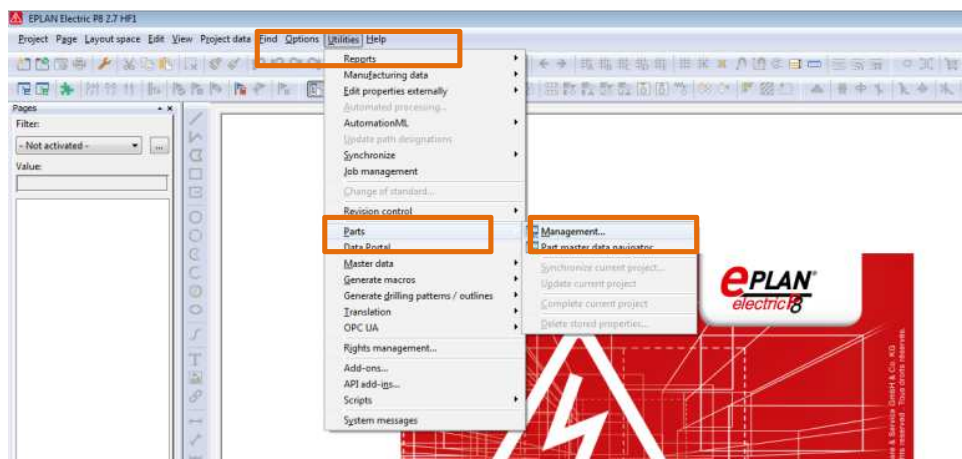 EPLAN Electric P8 2.7 HF1
Project Page Layout space Edit View Project data Find Options Utilities Help
Pages
Filter:
- Not activated -
...
Value:
Reports
Manufacturing data
Edit properties externally
Automated processing...
AutomationML
Update path designations
Synchronize
Job management
Change of standard...
Revision control
Parts
Data Portal
Master data
Generate macros
Generate drilling patterns / outlines
Translation
OPC UA
Rights management...
Add-ons...
API add-ins...
Scripts
System messages
Management...
Part master data navigator
Synchronize current project...
Update current project
Complete current project
Delete stored properties...
ePLAN®
electric P8